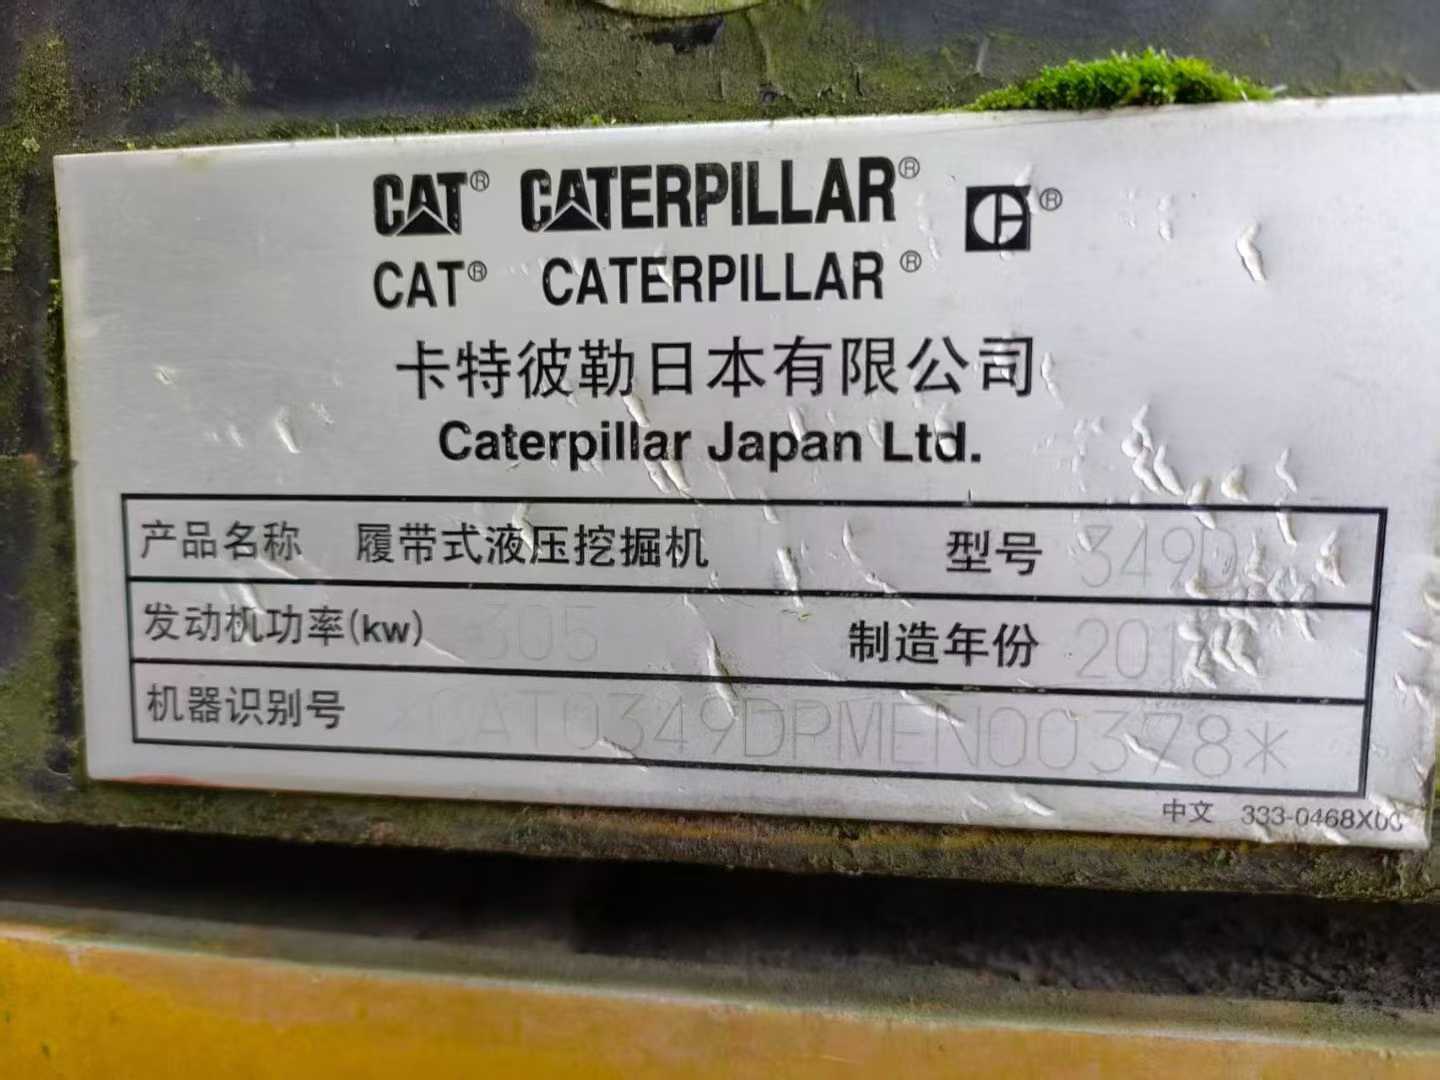 CAT® CATERPILLAR®
CAT® CATERPILLAR®
卡特彼勒日本有限公司
Caterpillar Japan Ltd.
产品名称 履带式液压挖掘机 型号 349D
发动机功率(kw) 305 制造年份
机器识别号 *CAT0349DPMEN00378*
中文